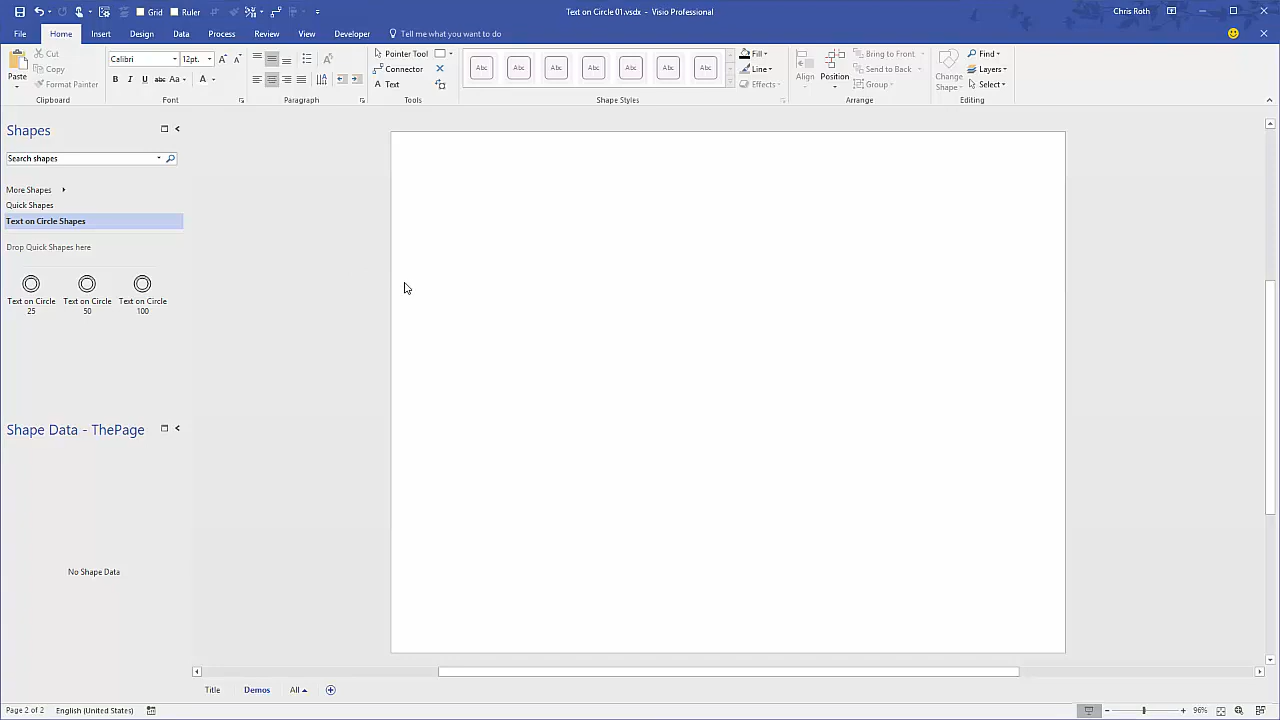 Grid
Ruler
Text on Circle 01.vsdx - Visio Professional
Chris Roth
File
Home
Insert
Design
Data
Process
Review
View
Developer
Tell me what you want to do
Paste
Cut
Copy
Format Painter
Clipboard
Calibri
12pt.
B I U abc Aa A
Font
Paragraph
Pointer Tool
Connector
A Text
Tools
Abc Abc Abc Abc Abc Abc Abc
Fill
Line
Effects
Shape Styles
Align
Position
Bring to Front
Send to Back
Group
Arrange
Change
Shape
Find
Layers
Select
Editing
Shapes
Search shapes
More Shapes
Quick Shapes
Text on Circle Shapes
Drop Quick Shapes here
Text on Circle
25
Text on Circle
50
Text on Circle
100
Shape Data - ThePage
No Shape Data
Title
Demos
All
Page 2 of 2
English (United States)
96%